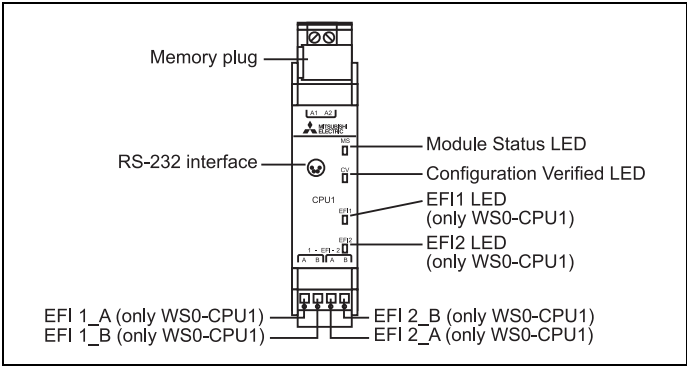 Memory plug
A1 A2
MITSUBISHI
ELECTRIC
MS
Module Status LED
RS-232 interface
CV
Configuration Verified LED
CPU1
EFI1
EFI1 LED
(only WS0-CPU1)
EFI2
EFI2 LED
(only WS0-CPU1)
1 - EFI - 2
A B A B
EFI 1_A (only WS0-CPU1)
EFI 2_B (only WS0-CPU1)
EFI 1_B (only WS0-CPU1)
EFI 2_A (only WS0-CPU1)